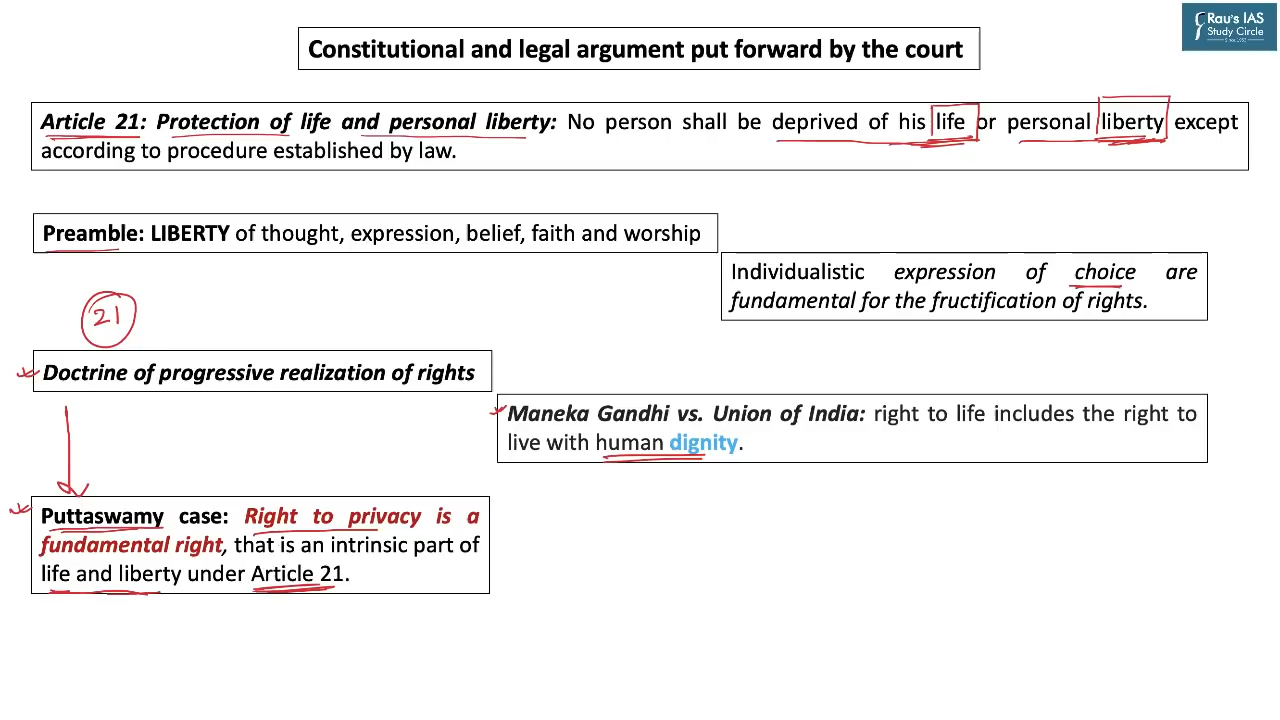 Rau's IAS
Study Circle
Since 1953
Constitutional and legal argument put forward by the court
Article 21: Protection of life and personal liberty: No person shall be deprived of his life or personal liberty except
according to procedure established by law.
Preamble: LIBERTY of thought, expression, belief, faith and worship
Individualistic expression of choice are
fundamental for the fructification of rights.
21
Doctrine of progressive realization of rights
Maneka Gandhi vs. Union of India: right to life includes the right to
live with human dignity.
Puttaswamy case: Right to privacy is a
fundamental right, that is an intrinsic part of
life and liberty under Article 21.